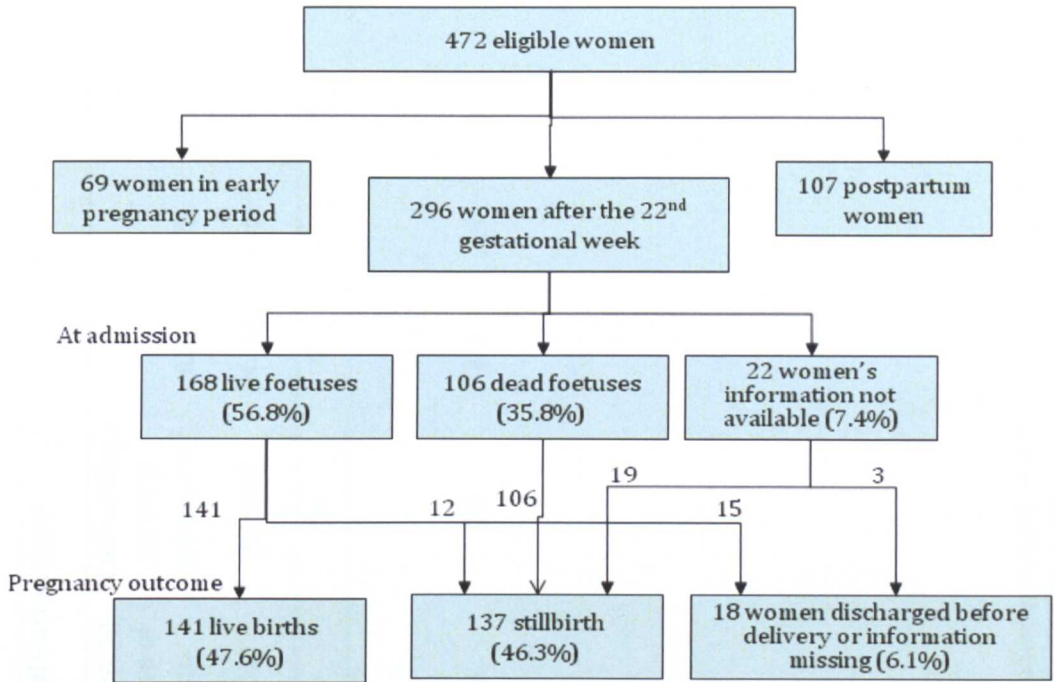 472 eligible women
69 women in early
pregnancy period
296 women after the 22nd
gestational week
107 postpartum
women
At admission
168 live foetuses
(56.8%)
106 dead foetuses
(35.8%)
22 women's
information not
available (7.4%)
141
12
106
19
15
3
Pregnancy outcome
141 live births
(47.6%)
137 stillbirth
(46.3%)
18 women discharged before
delivery or information
missing (6.1%)